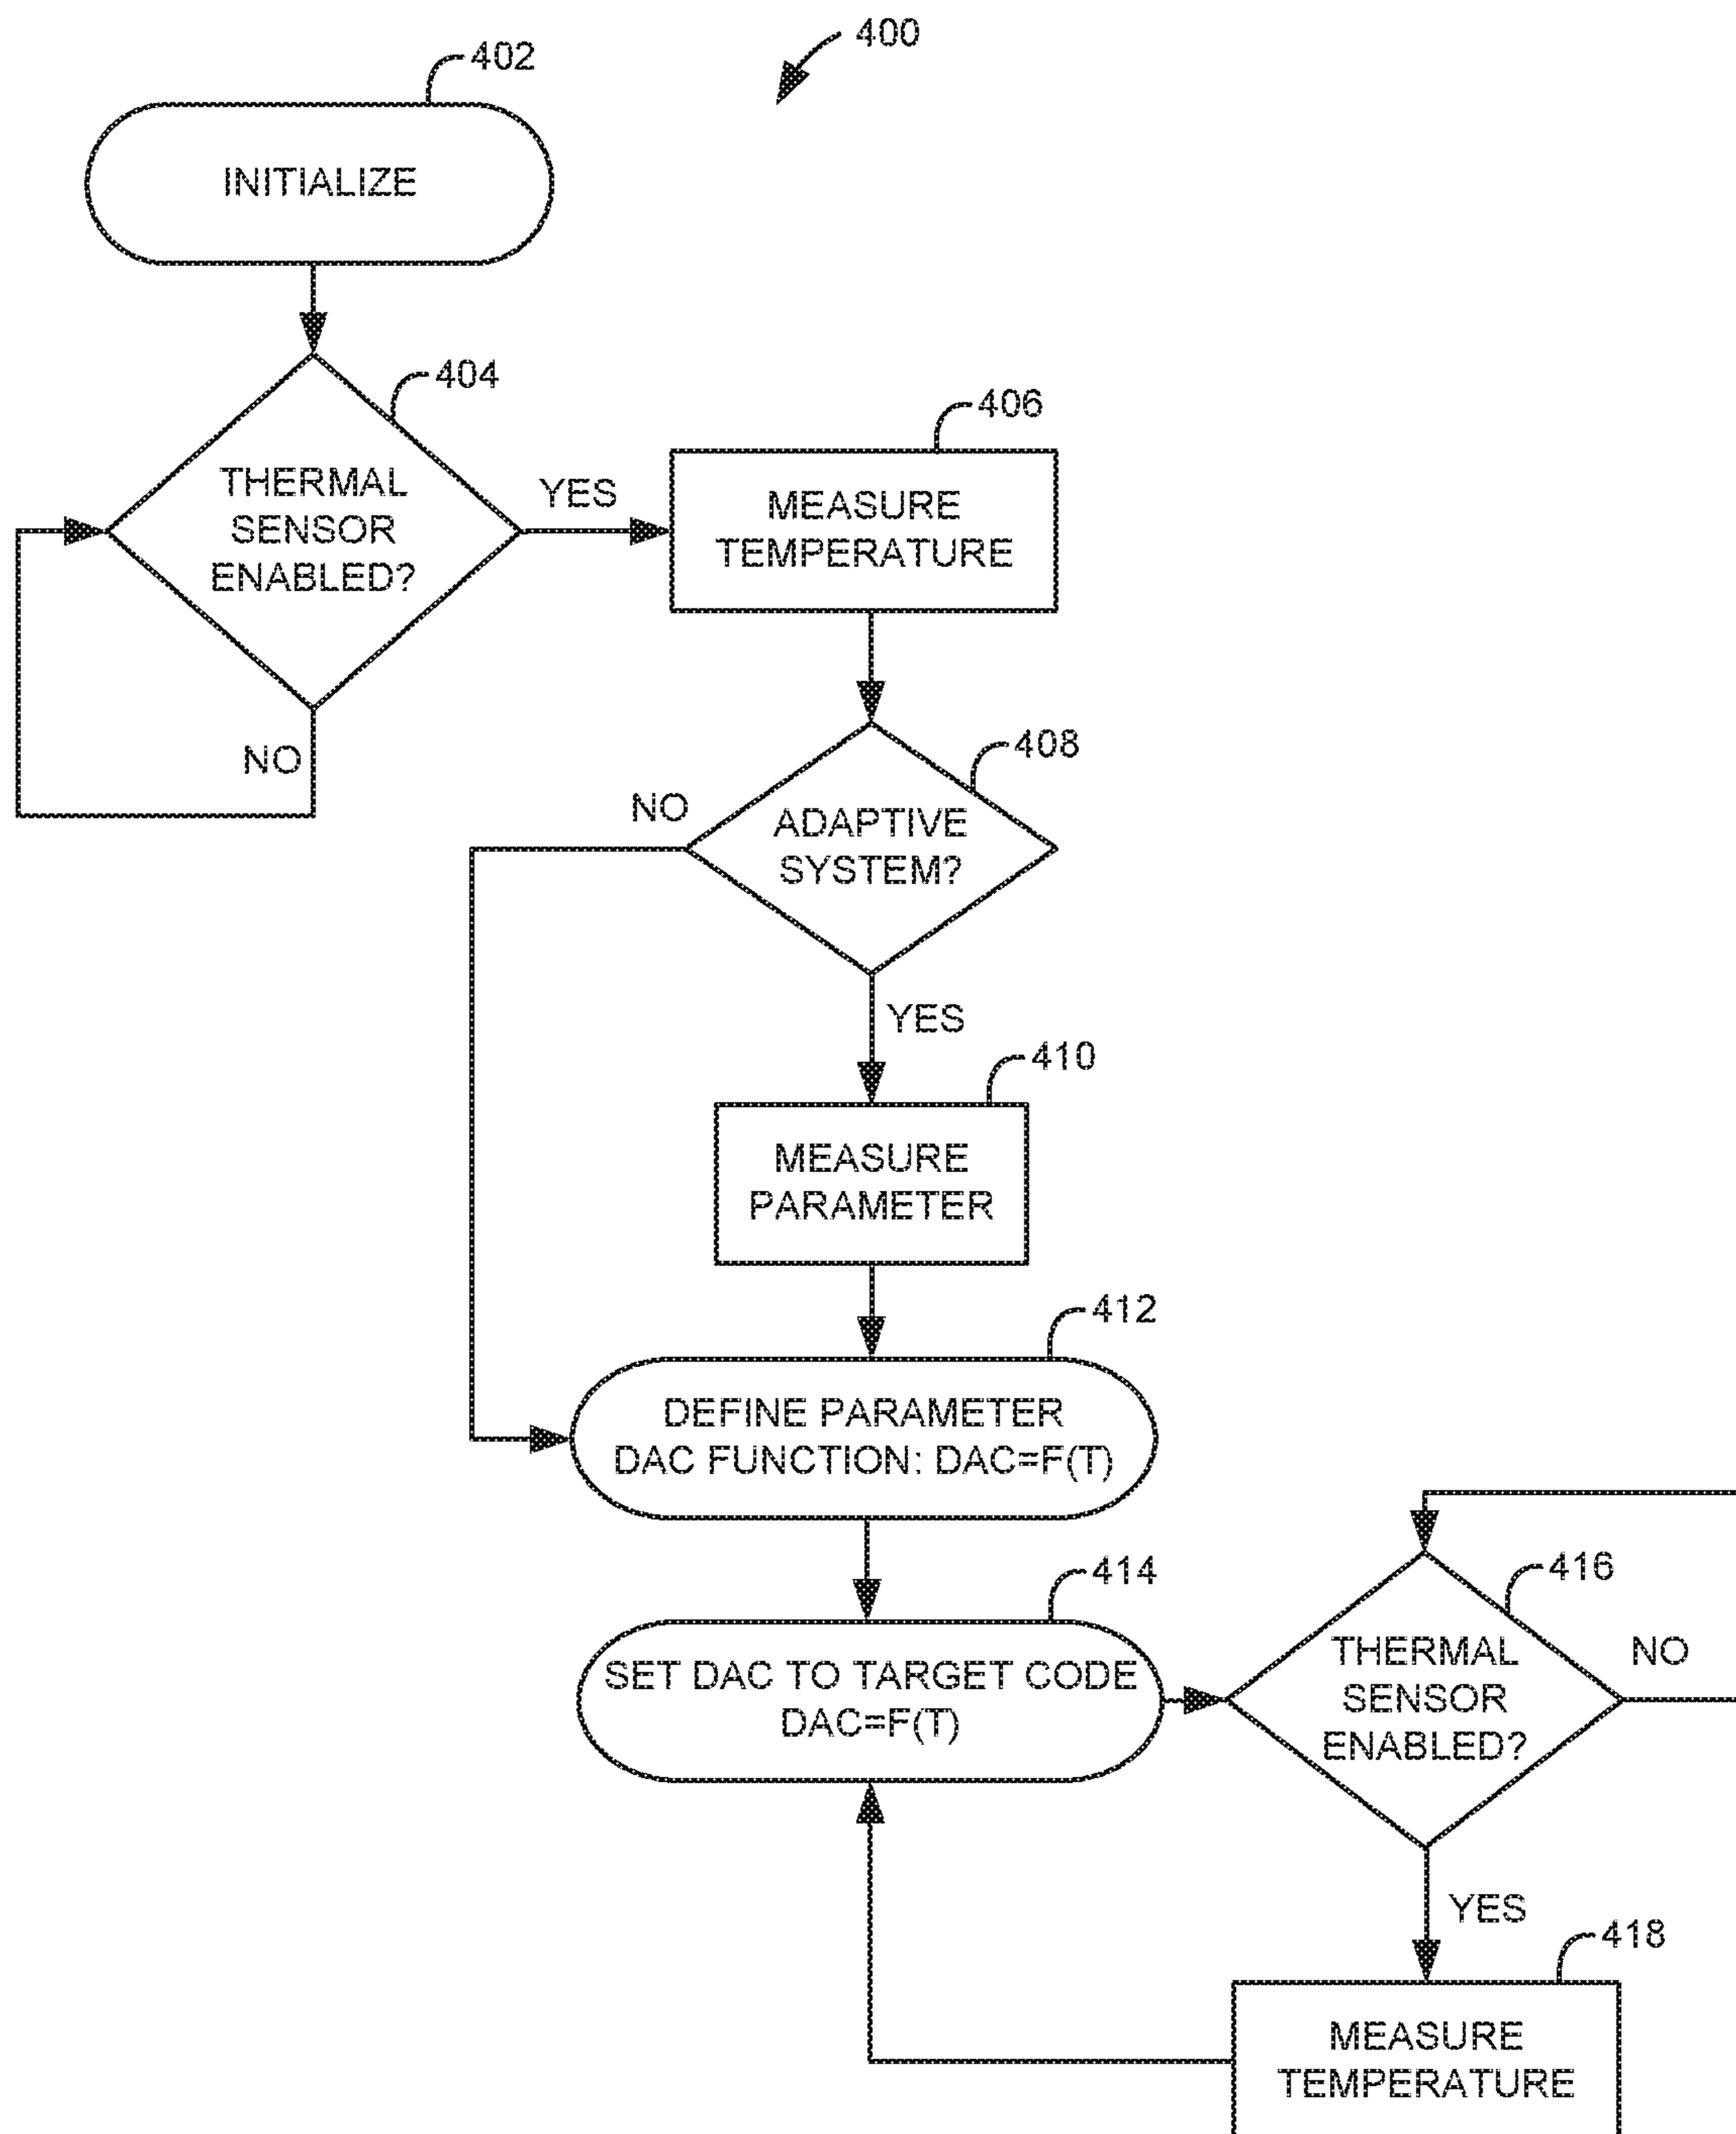 400
402
INITIALIZE
404
THERMAL
SENSOR
ENABLED?
YES
NO
406
MEASURE
TEMPERATURE
408
ADAPTIVE
SYSTEM?
NO
YES
410
MEASURE
PARAMETER
412
DEFINE PARAMETER
DAC FUNCTION: DAC=F(T)
414
SET DAC TO TARGET CODE
DAC=F(T)
416
THERMAL
SENSOR
ENABLED?
NO
YES
418
MEASURE
TEMPERATURE